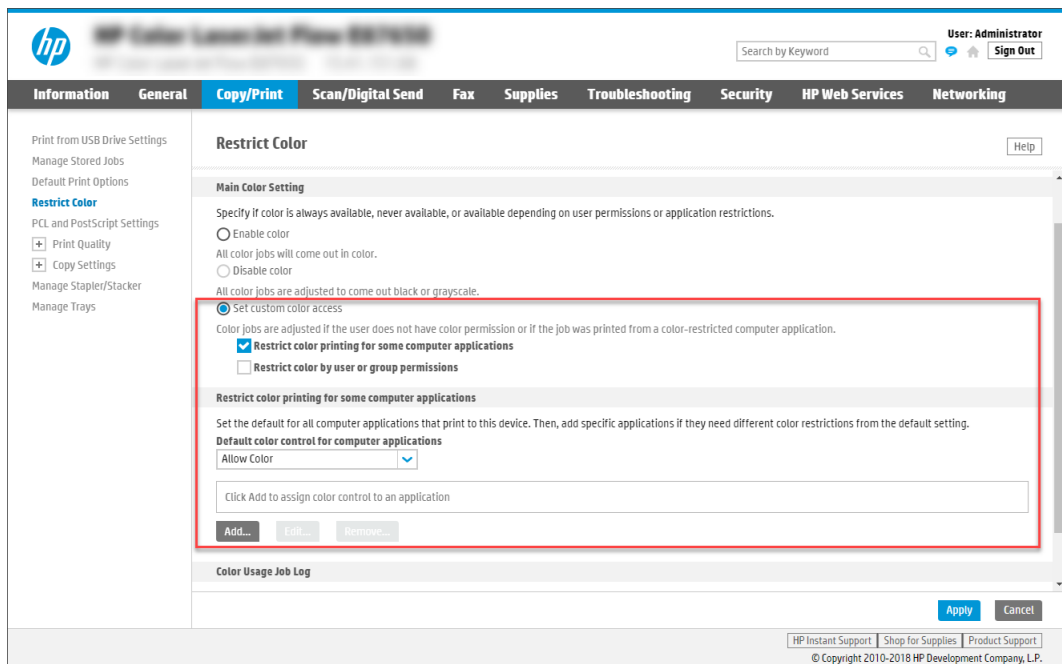 hp
User: Administrator
Search by Keyword
Sign Out
Information General Copy/Print Scan/Digital Send Fax Supplies Troubleshooting Security HP Web Services Networking
Print from USB Drive Settings
Manage Stored Jobs
Default Print Options
Restrict Color
PCL and PostScript Settings
Print Quality
Copy Settings
Manage Stapler/Stacker
Manage Trays
Restrict Color
Help
Main Color Setting
Specify if color is always available, never available, or available depending on user permissions or application restrictions.
Enable color
All color jobs will come out in color.
Disable color
All color jobs are adjusted to come out black or grayscale.
Set custom color access
Color jobs are adjusted if the user does not have color permission or if the job was printed from a color-restricted computer application.
Restrict color printing for some computer applications
Restrict color by user or group permissions
Restrict color printing for some computer applications
Set the default for all computer applications that print to this device. Then, add specific applications if they need different color restrictions from the default setting.
Default color control for computer applications
Allow Color
Click Add to assign color control to an application
Add... Edit... Remove...
Color Usage Job Log
Apply Cancel
HP Instant Support Shop for Supplies Product Support
© Copyright 2010-2018 HP Development Company, L.P.